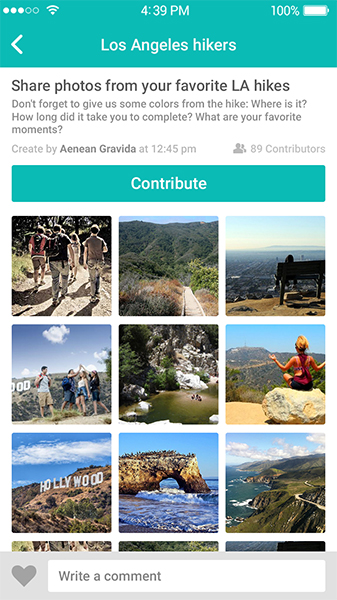 4:39 PM 100%
Los Angeles hikers
Share photos from your favorite LA hikes
Don't forget to give us some colors from the hike: Where is it?
How long did it take you to complete? What are your favorite
moments?
Create by Aenean Gravida at 12:45 pm 89 Contributors
Contribute
OOD
HOLLYWOOD
Write a comment